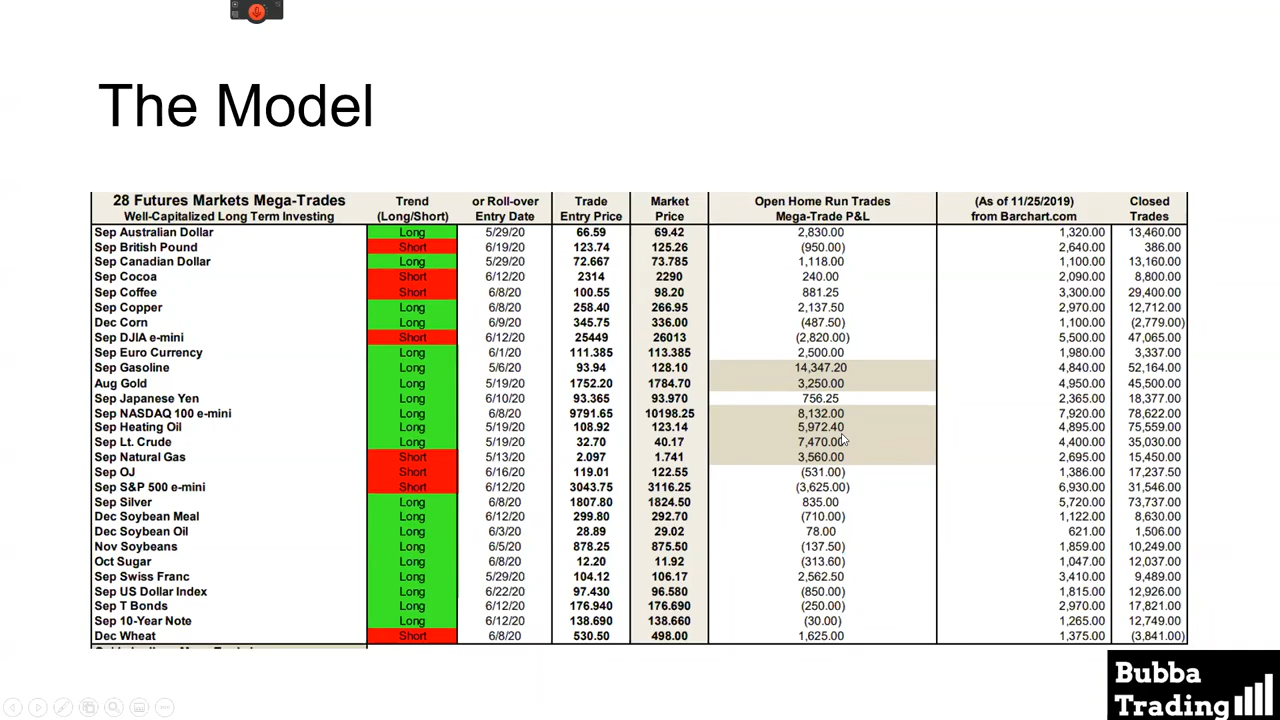 The Model
28 Futures Markets Mega-Trades Trend or Roll-over Trade Market Open Home Run Trades (As of 11/25/2019) Closed
Well-Capitalized Long Term Investing (Long/Short) Entry Date Entry Price Price Mega-Trade P&L from Barchart.com Trades
Sep Australian Dollar Long 5/29/20 66.59 69.42 2,830.00 1,320.00 13,460.00
Sep British Pound Short 6/19/20 123.74 125.26 (950.00) 2,640.00 386.00
Sep Canadian Dollar Long 5/29/20 72.667 73.785 1,118.00 1,100.00 13,160.00
Sep Cocoa Short 6/12/20 2314 2290 240.00 2,090.00 8,800.00
Sep Coffee Short 6/8/20 100.55 98.20 881.25 3,300.00 29,400.00
Sep Copper Long 6/8/20 258.40 266.95 2,137.50 2,970.00 12,712.00
Dec Corn Long 6/9/20 345.75 336.00 (487.50) 1,100.00 (2,779.00)
Sep DJIA e-mini Short 6/12/20 25449 26013 (2,820.00) 5,500.00 47,065.00
Sep Euro Currency Long 6/1/20 111.385 113.385 2,500.00 1,980.00 3,337.00
Sep Gasoline Long 5/6/20 93.94 128.10 14,347.20 4,840.00 52,164.00
Aug Gold Long 5/19/20 1752.20 1784.70 3,250.00 4,950.00 45,500.00
Sep Japanese Yen Long 6/10/20 93.365 93.970 756.25 2,365.00 18,377.00
Sep NASDAQ 100 e-mini Long 6/8/20 9791.65 10198.25 8,132.00 7,920.00 78,622.00
Sep Heating Oil Long 5/19/20 108.92 123.14 5,972.40 4,895.00 75,559.00
Sep Lt. Crude Long 5/19/20 32.70 40.17 7,470.00 4,400.00 35,030.00
Sep Natural Gas Short 5/13/20 2.097 1.741 3,560.00 2,695.00 15,450.00
Sep OJ Short 6/16/20 119.01 122.55 (531.00) 1,386.00 17,237.50
Sep S&P 500 e-mini Short 6/12/20 3043.75 3116.25 (3,625.00) 6,930.00 31,546.00
Sep Silver Long 6/8/20 1807.80 1824.50 835.00 5,720.00 73,737.00
Dec Soybean Meal Long 6/12/20 299.80 292.70 (710.00) 1,122.00 8,630.00
Dec Soybean Oil Long 6/3/20 28.89 29.02 78.00 621.00 1,506.00
Nov Soybeans Long 6/5/20 878.25 875.50 (137.50) 1,859.00 10,249.00
Oct Sugar Long 6/8/20 12.20 11.92 (313.60) 1,047.00 12,037.00
Sep Swiss Franc Long 5/29/20 104.12 106.17 2,562.50 3,410.00 9,489.00
Sep US Dollar Index Long 6/22/20 97.430 96.580 (850.00) 1,815.00 12,926.00
Sep T Bonds Long 6/12/20 176.940 176.690 (250.00) 2,970.00 17,821.00
Sep 10-Year Note Long 6/12/20 138.690 138.660 (30.00) 1,265.00 12,749.00
Dec Wheat Short 6/8/20 530.50 498.00 1,625.00 1,375.00 (3,841.00)
Bubba
Trading